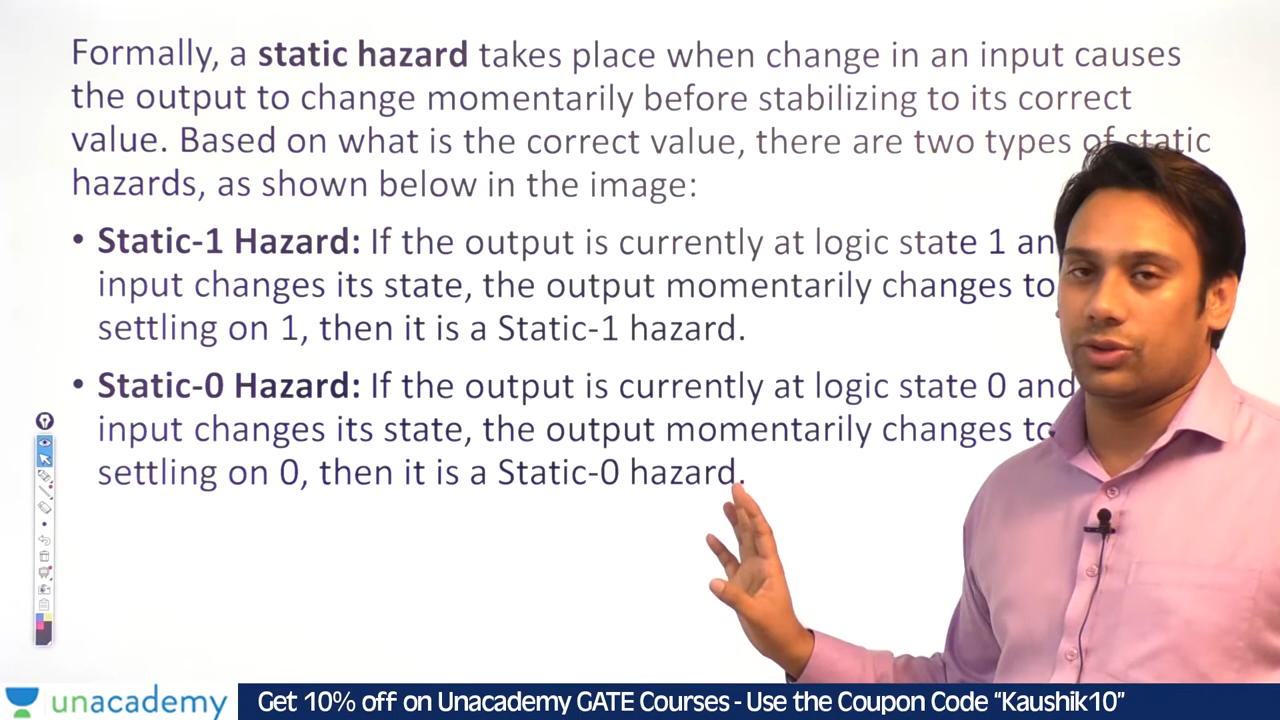 Formally, a static hazard takes place when change in an input causes
the output to change momentarily before stabilizing to its correct
value. Based on what is the correct value, there are two types of static
hazards, as shown below in the image:
• Static-1 Hazard: If the output is currently at logic state 1 an
input changes its state, the output momentarily changes to
settling on 1, then it is a Static-1 hazard.
• Static-0 Hazard: If the output is currently at logic state 0 and
input changes its state, the output momentarily changes to
settling on 0, then it is a Static-0 hazard.
unacademy
Get 10% off on Unacademy GATE Courses - Use the Coupon Code “Kaushik10”